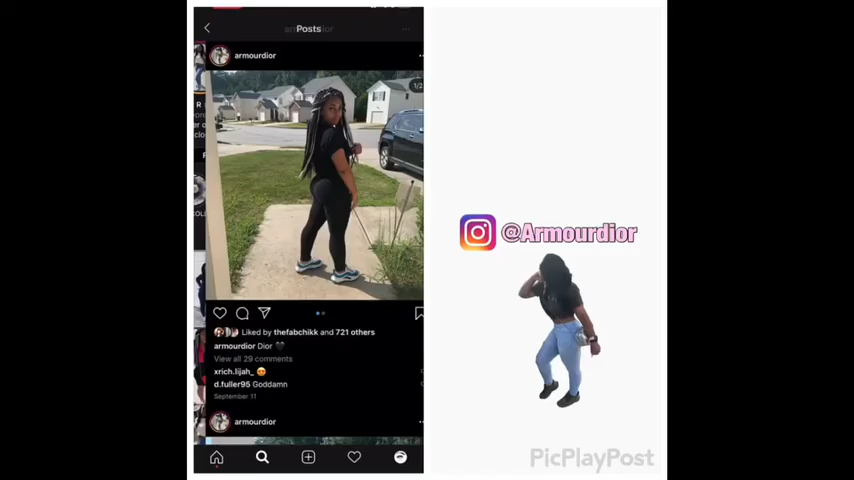 Posts
armourdior
1/2
Liked by thefabchikk and 721 others
armourdior Dior 🖤
View all 29 comments
xrich.lijah_ 😍
d.fuller95 Goddamn
September 11
armourdior
@Armourdior
PicPlayPost